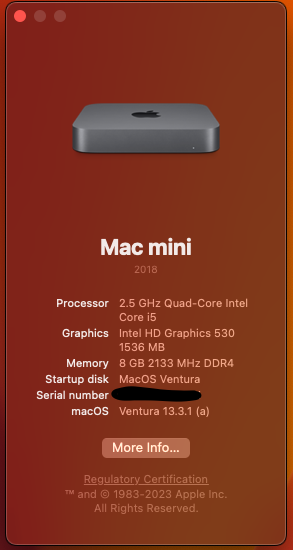 Mac mini
2018
Processor 2.5 GHz Quad-Core Intel
Core i5
Graphics Intel HD Graphics 530
1536 MB
Memory 8 GB 2133 MHz DDR4
Startup disk MacOS Ventura
Serial number
macOS Ventura 13.3.1 (a)
More Info...
Regulatory Certification
™ and © 1983-2023 Apple Inc.
All Rights Reserved.